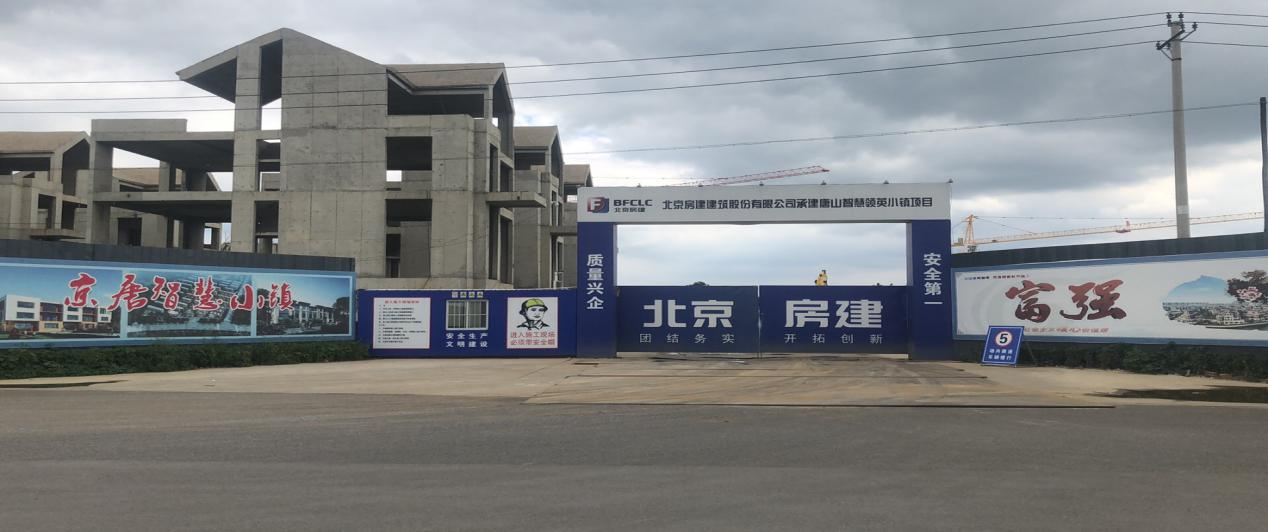 京唐智慧小镇
安全生产
文明建设
进入施工现场
必须带安全帽
BFCLC
北京房建
北京房建建筑股份有限公司承建唐山智慧领英小镇项目
质量兴企
安全第一
北京 房建
团结务实 开拓创新
富强
5